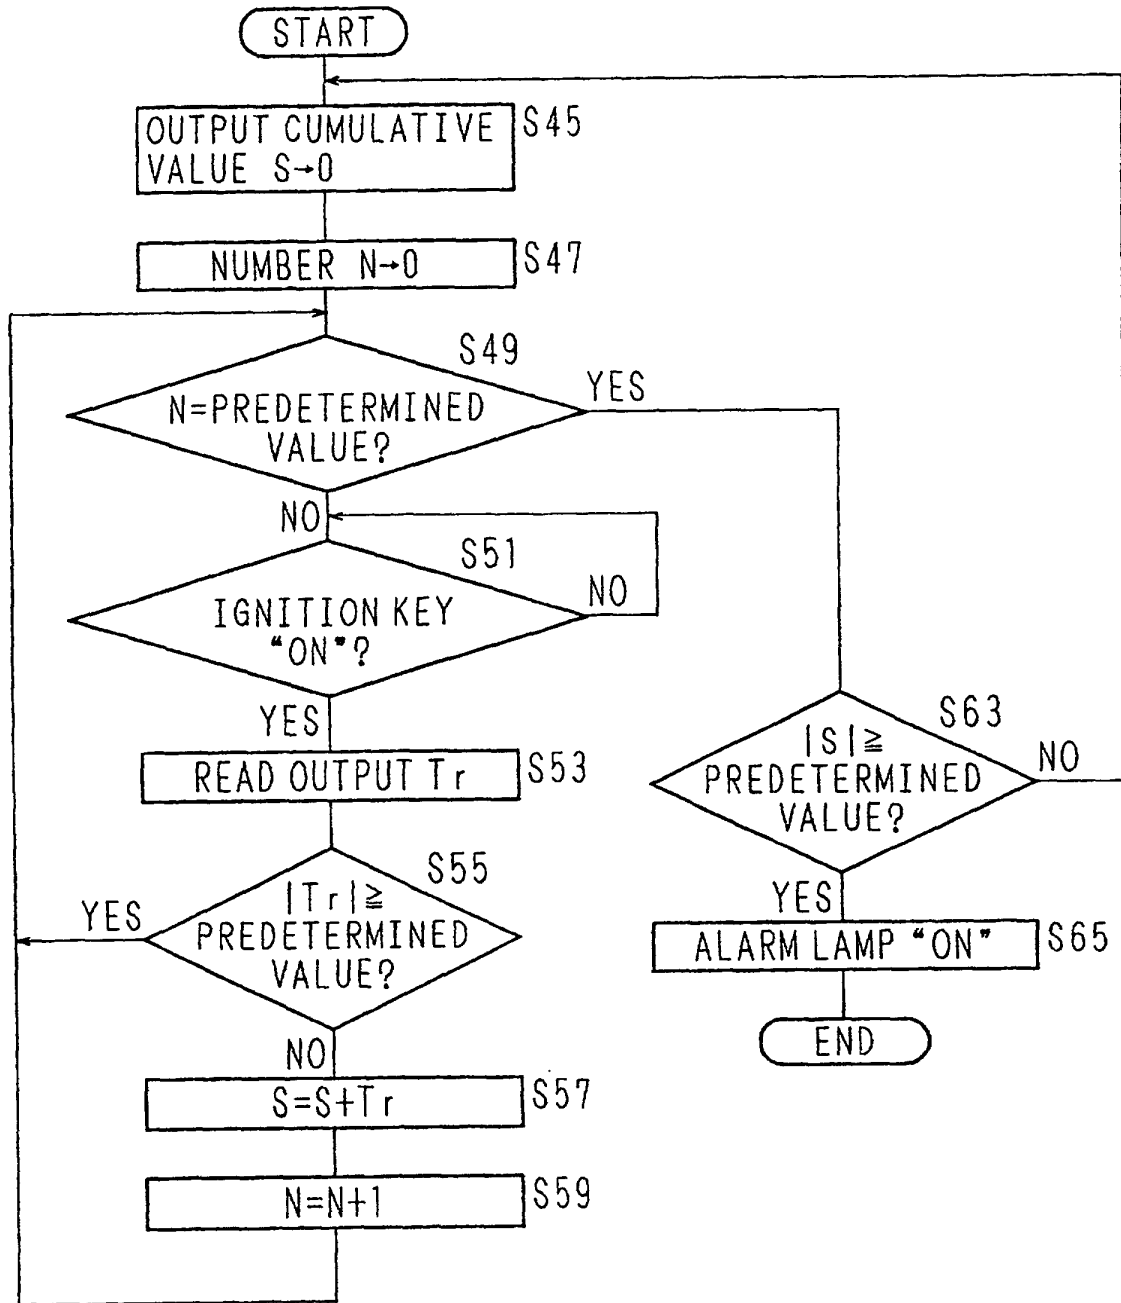 START
OUTPUT CUMULATIVE
VALUE S→0
S45
NUMBER N→0
S47
S49
N=PREDETERMINED
VALUE?
YES
NO
S51
IGNITION KEY
"ON"?
NO
YES
READ OUTPUT Tr
S53
S55
|Tr|≧
PREDETERMINED
VALUE?
YES
NO
S=S+Tr
S57
N=N+1
S59
S63
|S|≧
PREDETERMINED
VALUE?
NO
YES
ALARM LAMP "ON"
S65
END